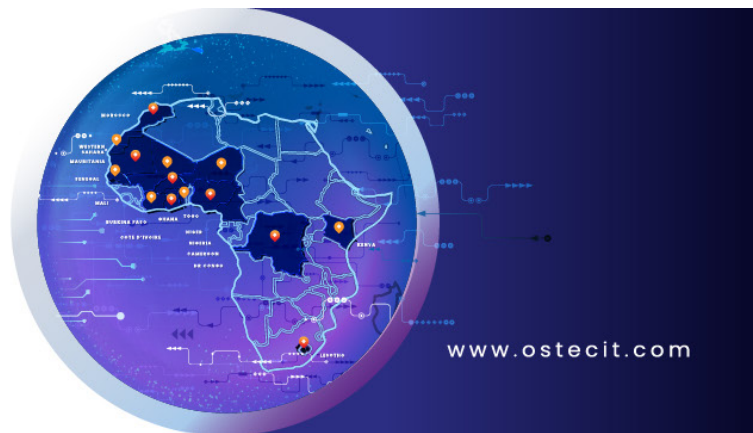 MOROCCO
WESTERN
SAHARA
MAURITANIA
SENEGAL
MALI
BURKINA FASO
GHANA
TOGO
COTE D'IVOIRE
NIGER
NIGERIA
CAMEROON
DR CONGO
KENYA
LESOTHO
www.ostecit.com